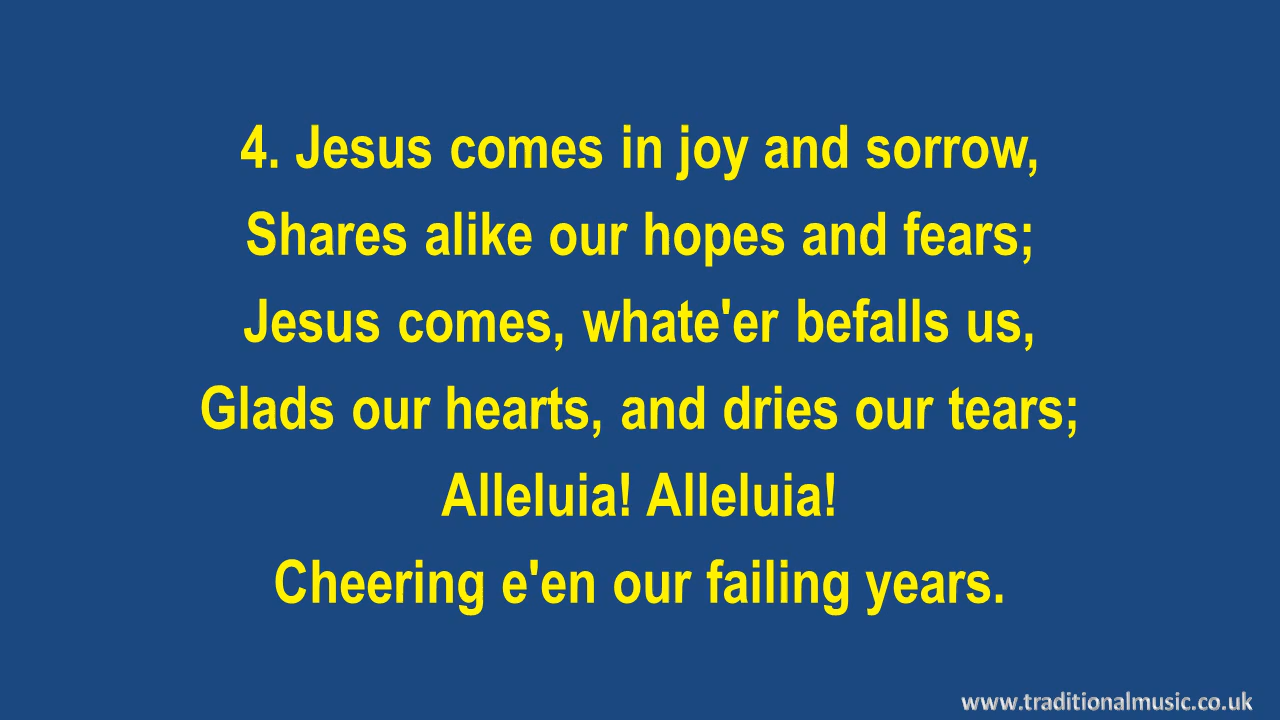 4. Jesus comes in joy and sorrow,
Shares alike our hopes and fears;
Jesus comes, whate'er befalls us,
Glads our hearts, and dries our tears;
Alleluia! Alleluia!
Cheering e'en our failing years.
www.traditionalmusic.co.uk